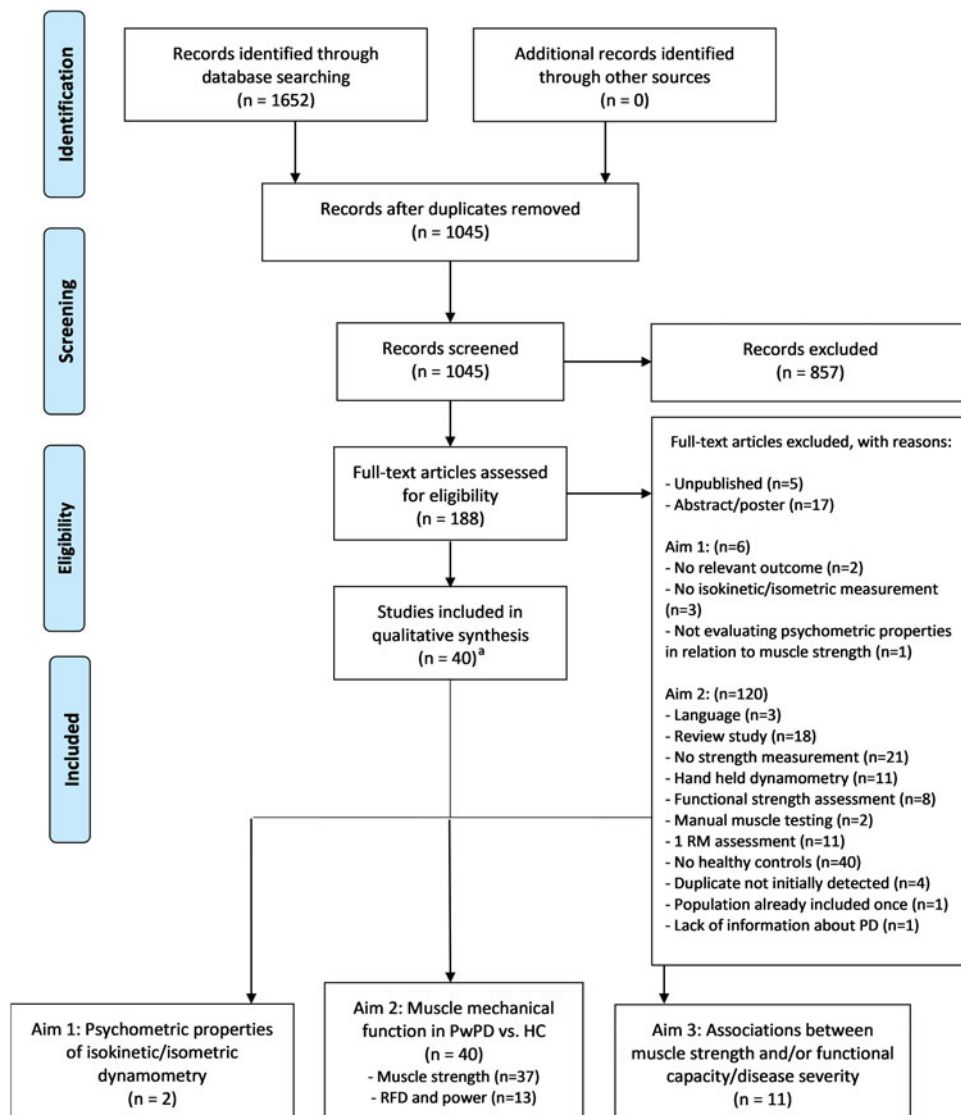 Identification
Records identified through
database searching
(n = 1652)
Additional records identified
through other sources
(n = 0)
Records after duplicates removed
(n = 1045)
Screening
Records screened
(n = 1045)
Records excluded
(n = 857)
Eligibility
Full-text articles assessed
for eligibility
(n = 188)
Full-text articles excluded, with reasons:
- Unpublished (n=5)
- Abstract/poster (n=17)
Aim 1: (n=6)
- No relevant outcome (n=2)
- No isokinetic/isometric measurement
(n=3)
- Not evaluating psychometric properties
in relation to muscle strength (n=1)
Aim 2: (n=120)
- Language (n=3)
- Review study (n=18)
- No strength measurement (n=21)
- Hand held dynamometry (n=11)
- Functional strength assessment (n=8)
- Manual muscle testing (n=2)
- 1 RM assessment (n=11)
- No healthy controls (n=40)
- Duplicate not initially detected (n=4)
- Population already included once (n=1)
- Lack of information about PD (n=1)
Studies included in
qualitative synthesis
(n = 40)a
Included
Aim 1: Psychometric properties
of isokinetic/isometric
dynamometry
(n = 2)
Aim 2: Muscle mechanical
function in PwPD vs. HC
(n = 40)
- Muscle strength (n=37)
- RFD and power (n=13)
Aim 3: Associations between
muscle strength and/or functional
capacity/disease severity
(n = 11)